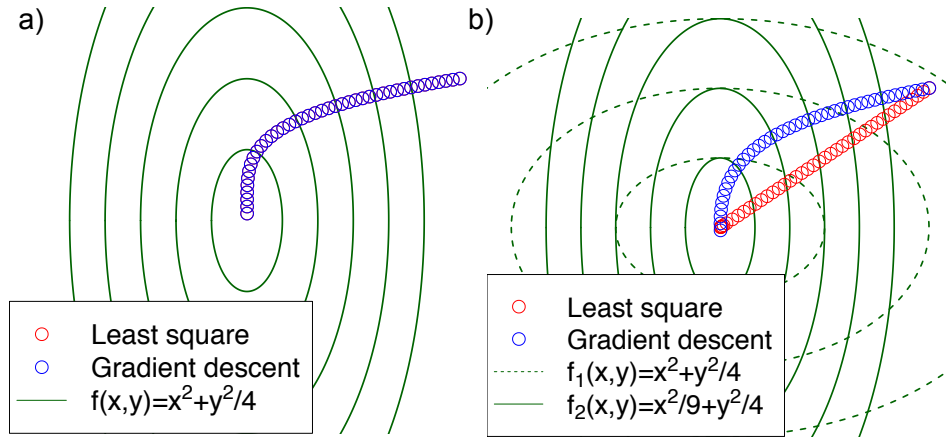 a)
Least square
Gradient descent
f(x,y)=x²+y²/4
b)
Least square
Gradient descent
f₁(x,y)=x²+y²/4
f₂(x,y)=x²/9+y²/4